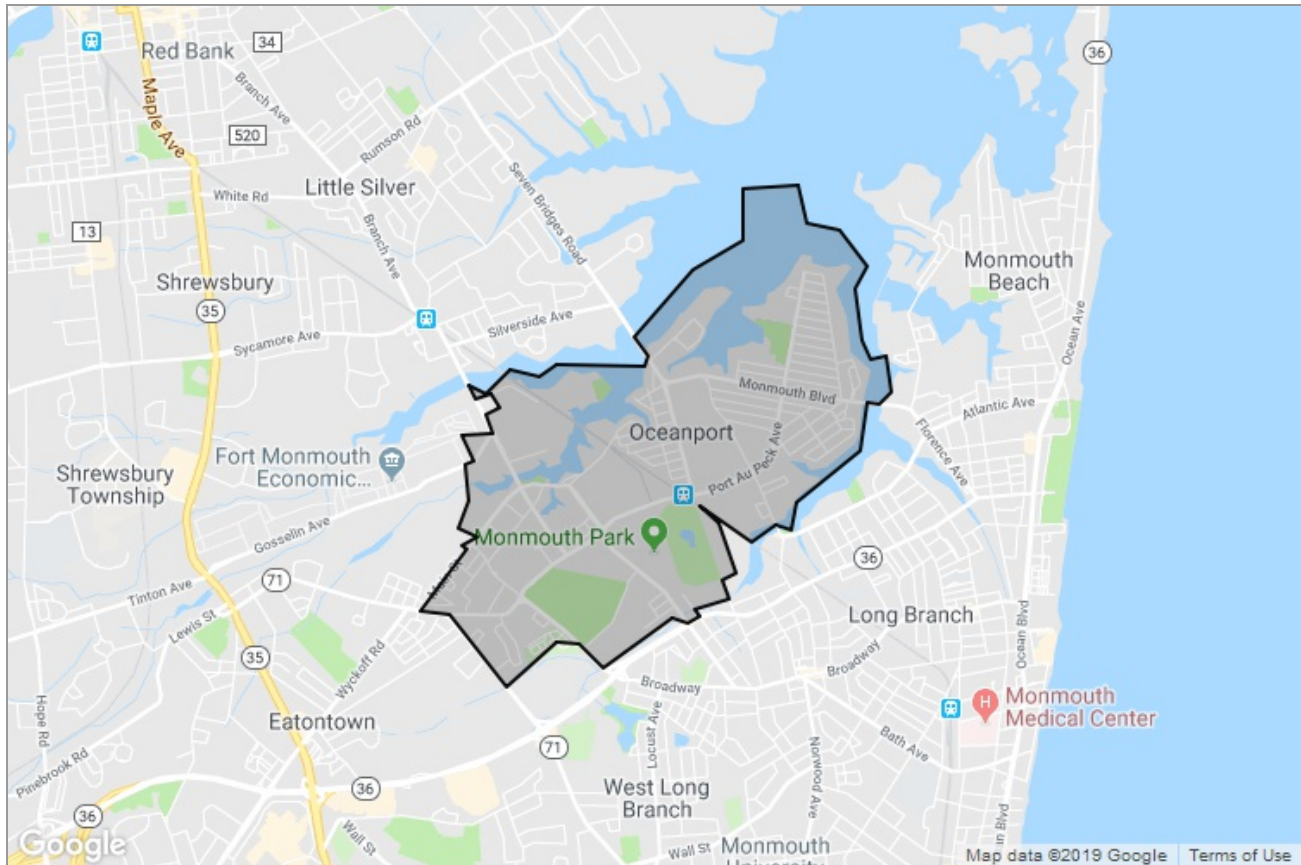 36
34
Red Bank
Branch Ave
Maple Ave
Rumson Rd
520
Little Silver
White Rd
Seven Bridges Road
13
Branch Ave
Monmouth
Beach
Shrewsbury
35
Silverside Ave
Sycamore Ave
Ocean Ave
Monmouth Blvd
Atlantic Ave
Florence Ave
Oceanport
Port Au Peck Ave
Fort Monmouth
Economic...
Shrewsbury
Township
Gosselin Ave
Monmouth Park
36
71
Main St
Tinton Ave
Lewis St
Long Branch
Ocean Blvd
35
Wyckoff Rd
Broadway
Broadway
Hope Rd
H
Monmouth
Medical Center
Eatontown
Locust Ave
Norwood Ave
Bath Ave
71
Pinebrook Rd
36
West Long
Branch
36
Wall St
Wall St
Monmouth
University
an Blvd
Google
Map data ©2019 Google
Terms of Use